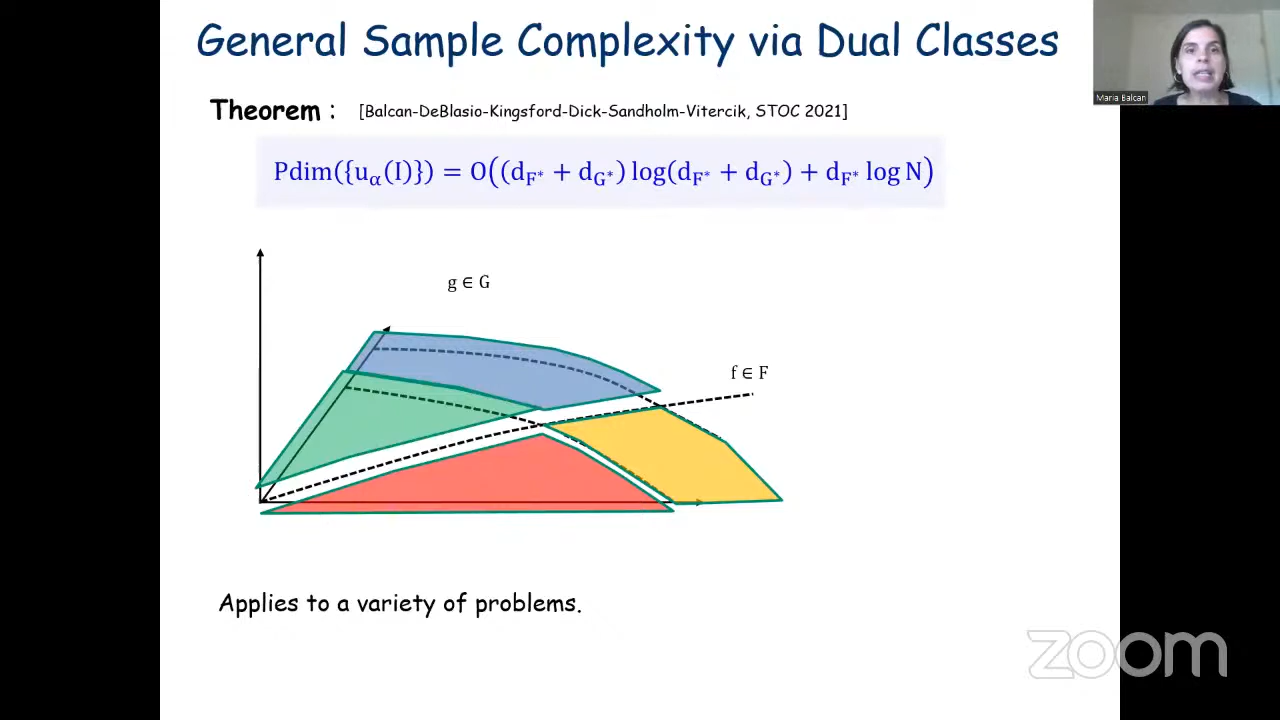 General Sample Complexity via Dual Classes
Maria Balcan
Theorem : [Balcan-DeBlasio-Kingsford-Dick-Sandholm-Vitercik, STOC 2021]
Pdim({u_α(I)}) = O((d_F* + d_G*) log(d_F* + d_G*) + d_F* log N)
g ∈ G
f ∈ F
Applies to a variety of problems.
zoom